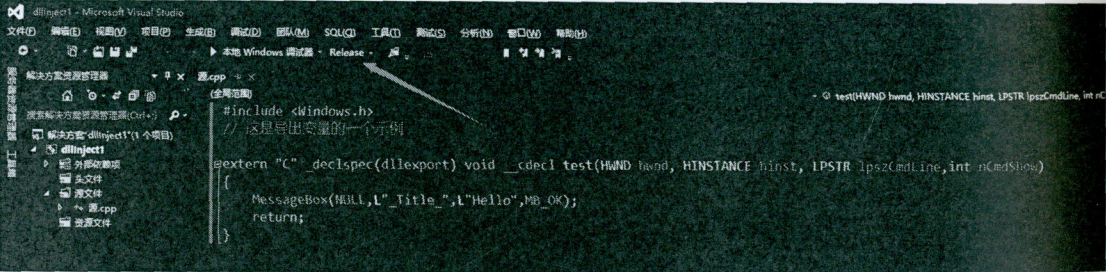 dllinject1 - Microsoft Visual Studio
文件(F) 编辑(E) 视图(V) 项目(P) 生成(B) 调试(D) 团队(M) SQL(Q) 工具(T) 测试(S) 分析(N) 窗口(W) 帮助(H)
本地 Windows 调试器 Release
解决方案资源管理器
源.cpp
(全局范围)
test(HWND hwnd, HINSTANCE hinst, LPSTR lpszCmdLine, int nC
搜索解决方案资源管理器(Ctrl+;)
解决方案"dllinject1"(1 个项目)
dllinject1
外部依赖项
头文件
源文件
源.cpp
资源文件
#include <Windows.h>
// 这是导出变量的一个示例
extern "C" _declspec(dllexport) void __cdecl test(HWND hwnd, HINSTANCE hinst, LPSTR lpszCmdLine,int nCmdShow)
{
MessageBox(NULL,L"_Title_",L"Hello",MB_OK);
return;
}